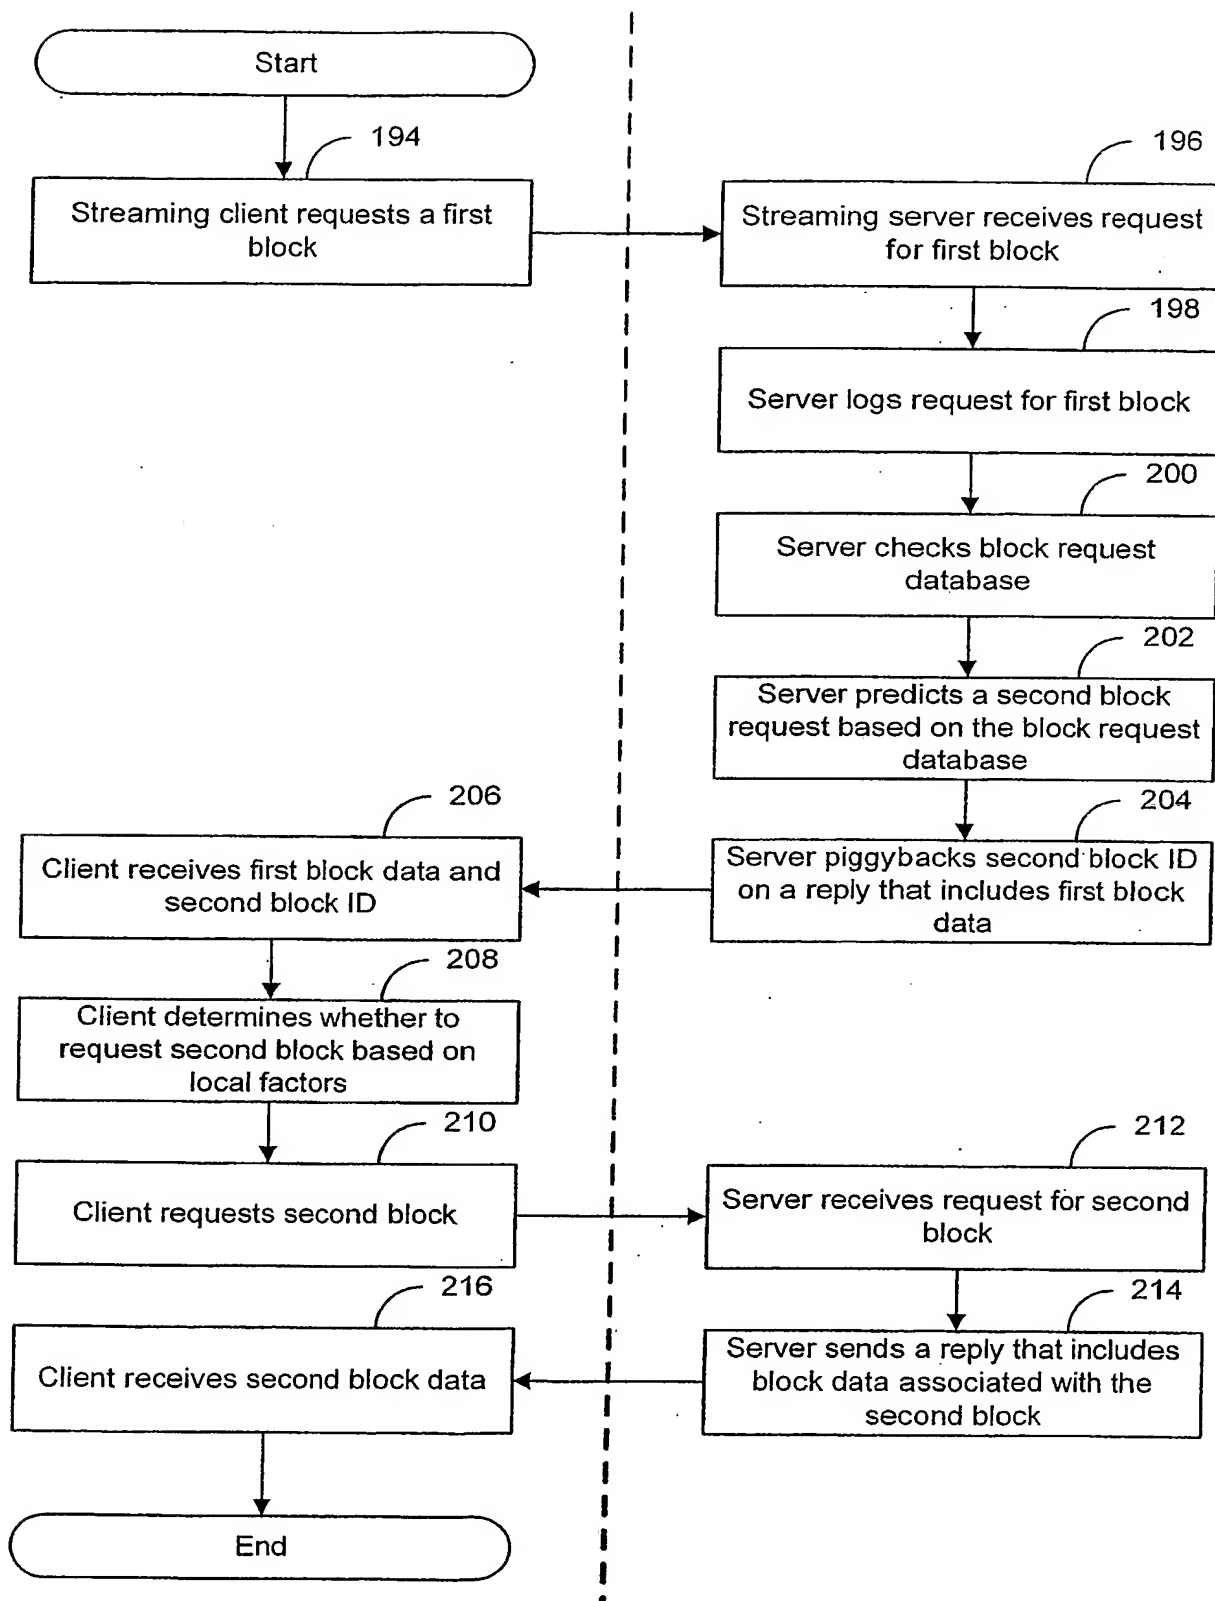 Start
194
Streaming client requests a first
block
196
Streaming server receives request
for first block
198
Server logs request for first block
200
Server checks block request
database
202
Server predicts a second block
request based on the block request
database
204
Server piggybacks second block ID
on a reply that includes first block
data
206
Client receives first block data and
second block ID
208
Client determines whether to
request second block based on
local factors
210
Client requests second block
212
Server receives request for second
block
214
Server sends a reply that includes
block data associated with the
second block
216
Client receives second block data
End